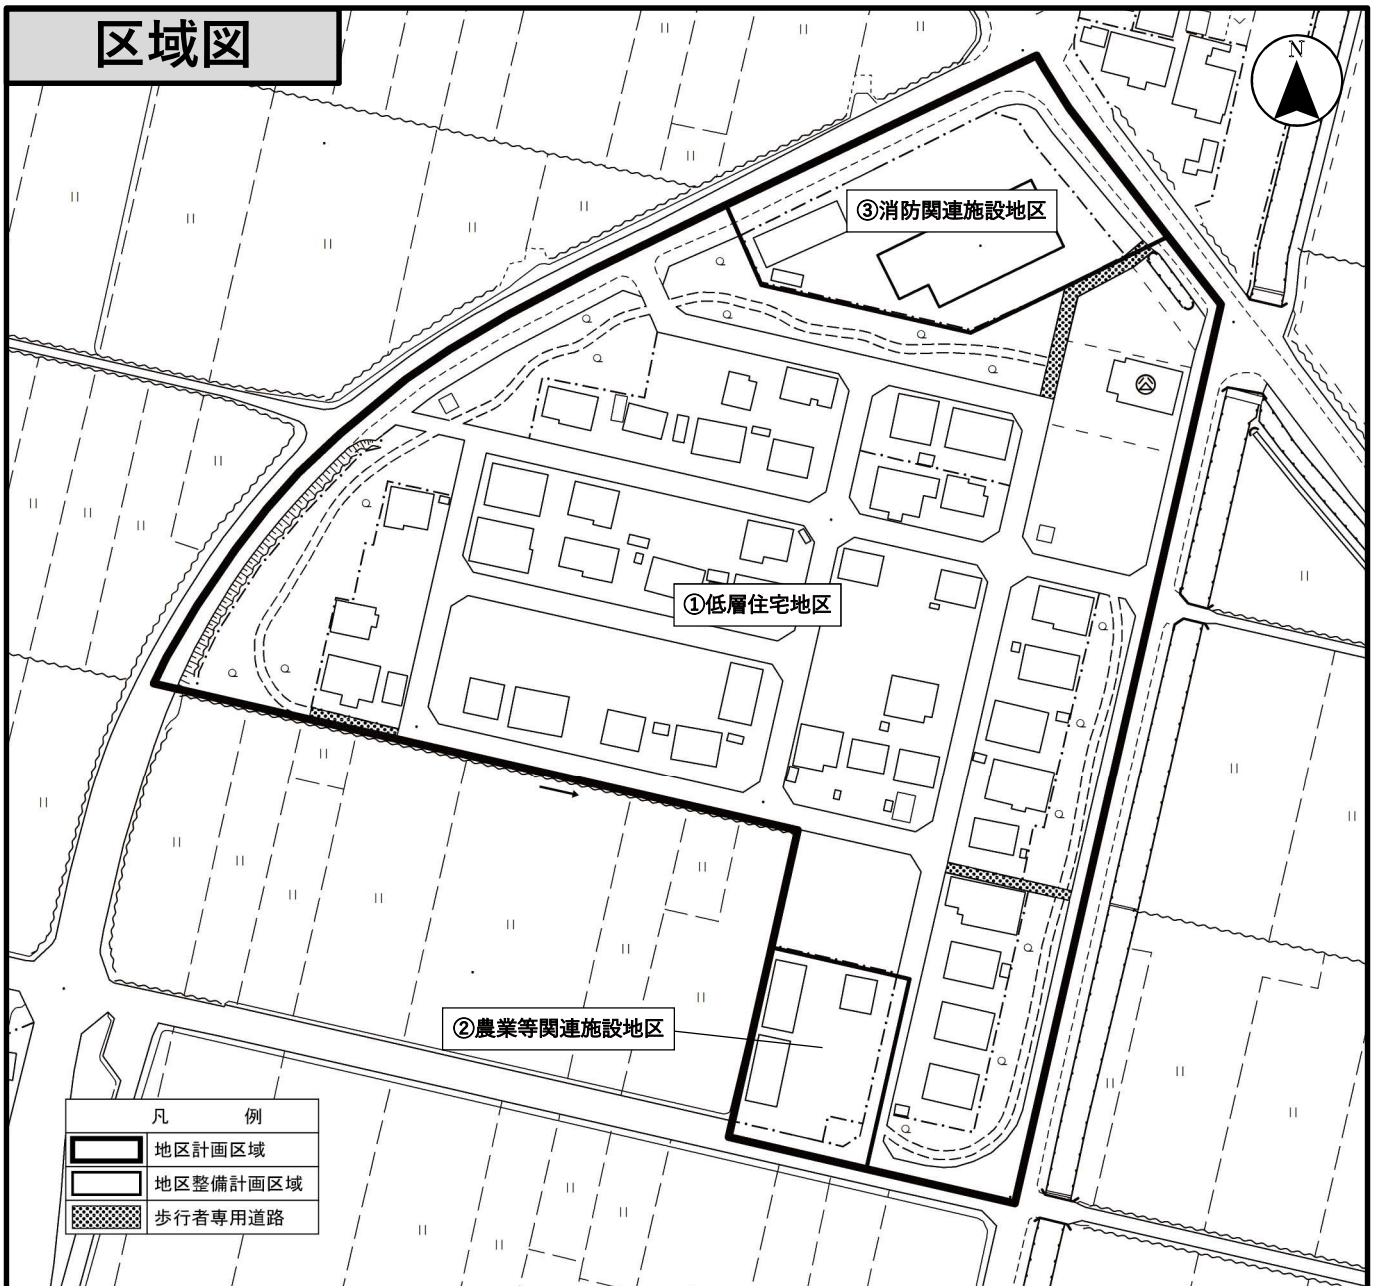 区域図
N
③消防関連施設地区
①低層住宅地区
②農業等関連施設地区
凡 例
地区計画区域
地区整備計画区域
歩行者専用道路